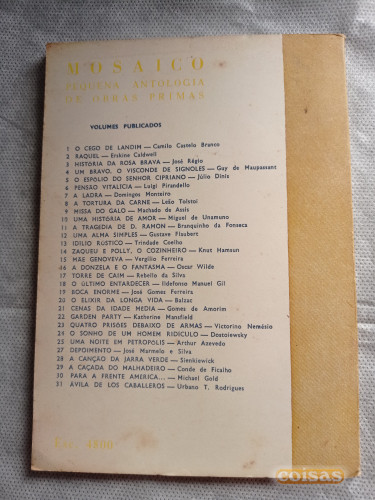 MOSAICO
PEQUENA ANTOLOGIA
DE OBRAS PRIMAS
VOLUMES PUBLICADOS
1 O CEGO DE LANDIM — Camilo Castelo Branco
2 RAQUEL — Erskine Caldwell
3 HISTÓRIA DA ROSA BRAVA — José Régio
4 UM BRAVO, O VISCONDE DE SIGNOLES — Guy de Maupassant
5 O ESPÓLIO DO SENHOR CIPRIANO — Júlio Dinis
6 PENSÃO VITALÍCIA — Luigi Pirandello
7 A LADRA — Domingos Monteiro
8 A TORTURA DA CARNE — Leão Tolstoi
9 MISSA DO GALO — Machado de Assis
10 UMA HISTÓRIA DE AMOR — Miguel de Unamuno
11 A TRAGÉDIA DE D. RAMON — Branquinho da Fonseca
12 UMA ALMA SIMPLES — Gustave Flaubert
13 IDÍLIO RÚSTICO — Trindade Coelho
14 ZAQUEU E POLLY, O COZINHEIRO — Knut Hamsun
15 MÃE GENOVEVA — Vergílio Ferreira
16 A DONZELA E O FANTASMA — Oscar Wilde
17 TORRE DE CAIM — Rebello da Silva
18 O ÚLTIMO ENTARDECER — Ildefonso Manuel Gil
19 BOCA ENORME — José Gomes Ferreira
20 O ELIXIR DA LONGA VIDA — Balzac
21 CENAS DA IDADE MÉDIA — Gomes de Amorim
22 GARDEN PARTY — Katherine Mansfield
23 QUATRO PRISÕES DEBAIXO DE ARMAS — Victorino Nemésio
24 O SONHO DE UM HOMEM RIDÍCULO — Dostoiewsky
25 UMA NOITE EM PETRÓPOLIS — Arthur Azevedo
27 DEPOIMENTO — José Marmelo e Silva
28 A CANÇÃO DA JARRA VERDE — Sienkiewick
29 A CAÇADA DO MALHADEIRO — Conde de Ficalho
30 PARA A FRENTE AMÉRICA... — Michael Gold
31 ÁVILA DE LOS CABALLEROS — Urbano T. Rodrigues
coisas